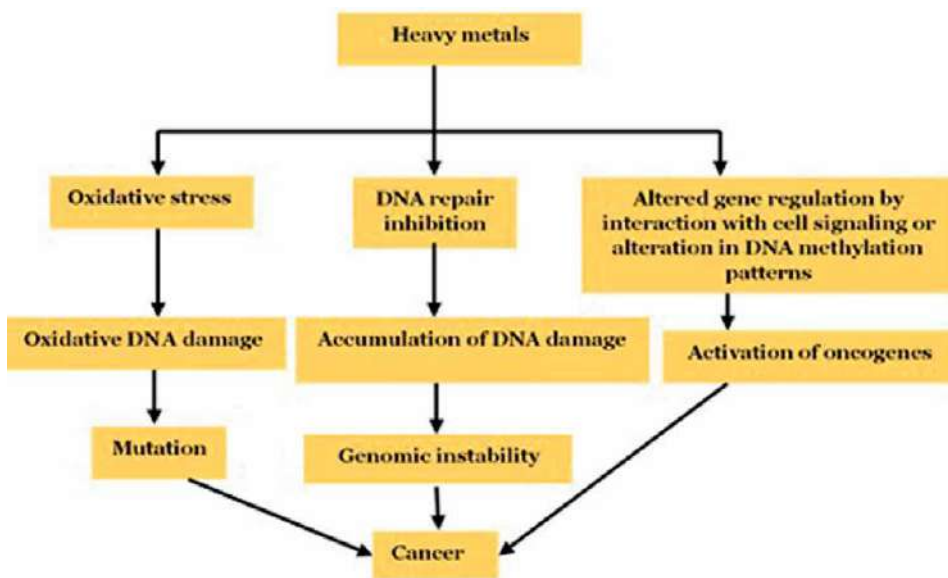 Heavy metals
Oxidative stress
DNA repair
inhibition
Altered gene regulation by
interaction with cell signaling or
alteration in DNA methylation
patterns
Oxidative DNA damage
Accumulation of DNA damage
Activation of oncogenes
Mutation
Genomic instability
Cancer